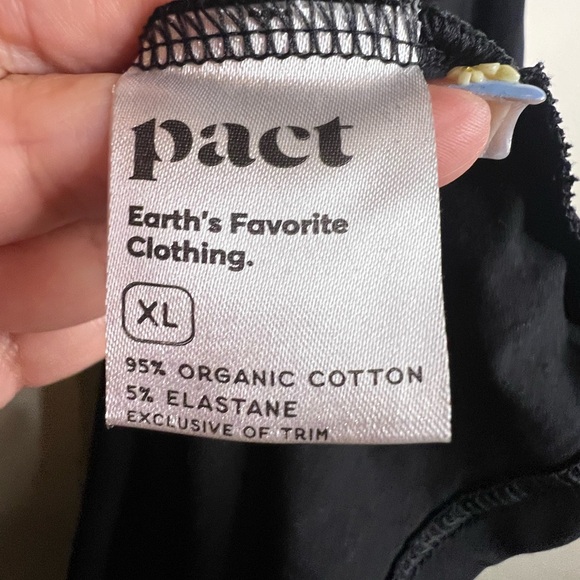 pact
Earth's Favorite
Clothing.
XL
95% ORGANIC COTTON
5% ELASTANE
EXCLUSIVE OF TRIM